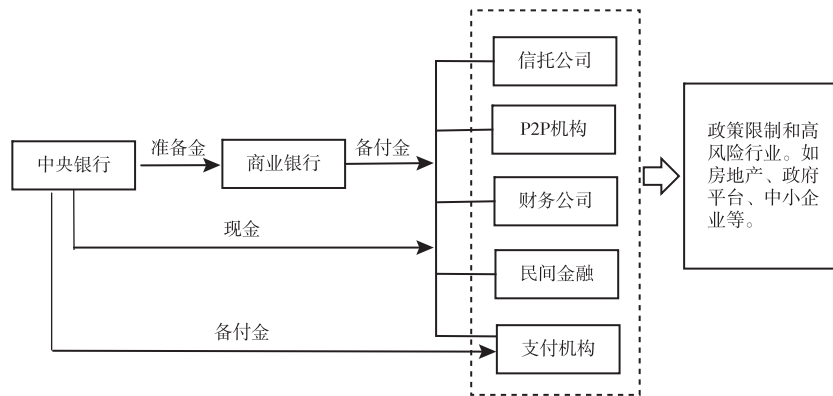 信托公司
P2P机构
财务公司
民间金融
支付机构
中央银行
准备金
商业银行
备付金
现金
备付金
政策限制和高
风险行业。如
房地产、政府
平台、中小企
业等。